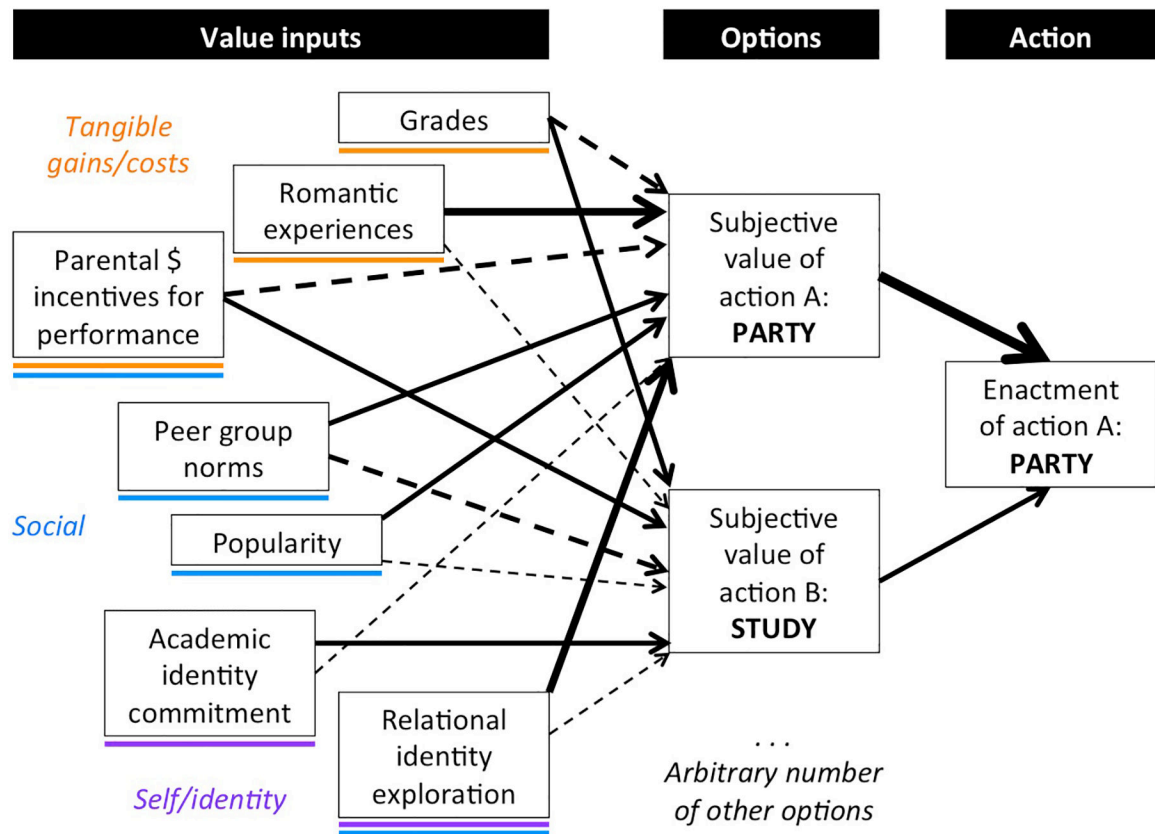 Value inputs
Options
Action
Tangible
gains/costs
Grades
Romantic
experiences
Parental $
incentives for
performance
Peer group
norms
Social
Popularity
Academic
identity
commitment
Self/identity
Relational
identity
exploration
Subjective
value of
action A:
PARTY
Subjective
value of
action B:
STUDY
. . .
Arbitrary number
of other options
Enactment
of action A:
PARTY